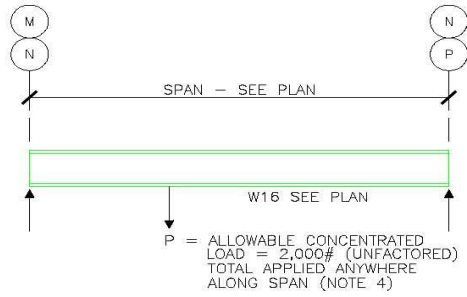 M
N
N
P
SPAN - SEE PLAN
W16 SEE PLAN
P = ALLOWABLE CONCENTRATED
LOAD = 2,000# (UNFACTORED)
TOTAL APPLIED ANYWHERE
ALONG SPAN (NOTE 4)